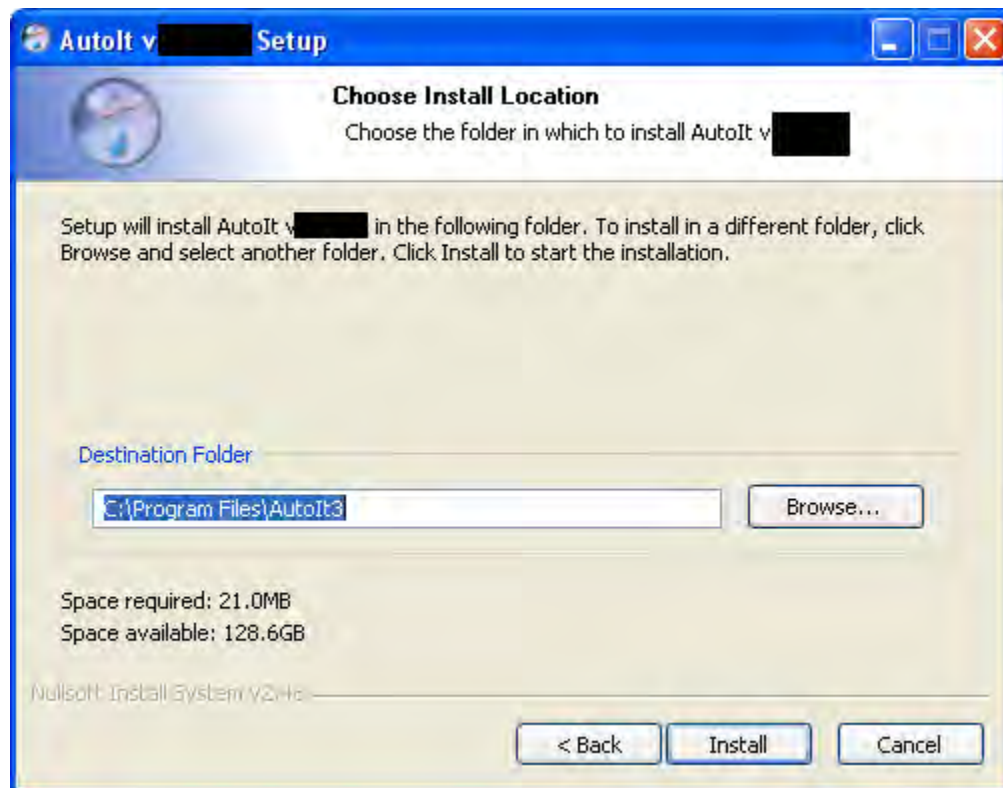 AutoIt v Setup
Choose Install Location
Choose the folder in which to install AutoIt v
Setup will install AutoIt v in the following folder. To install in a different folder, click
Browse and select another folder. Click Install to start the installation.
Destination Folder
C:\Program Files\AutoIt3
Browse...
Space required: 21.0MB
Space available: 128.6GB
Nullsoft Install System
< Back
Install
Cancel